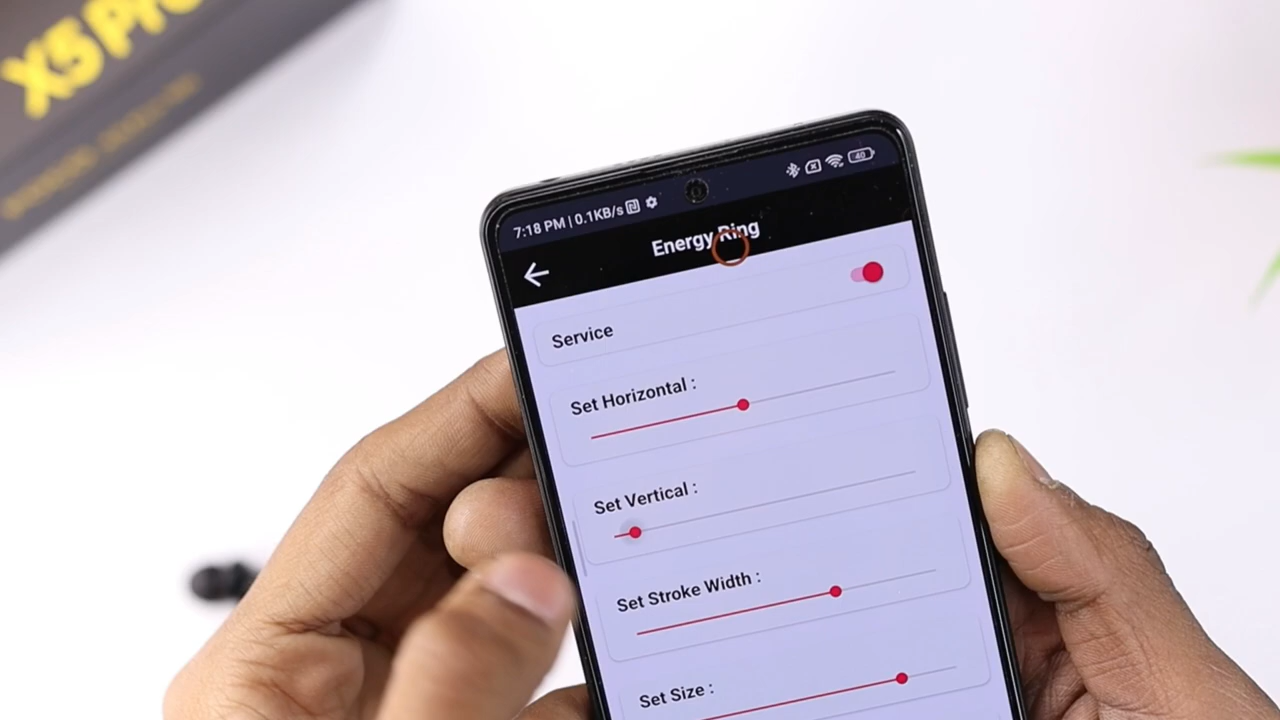 X5 Pro
7:18 PM | 0.1KB/s
40
Energy Ring
Service
Set Horizontal :
Set Vertical :
Set Stroke Width :
Set Size :